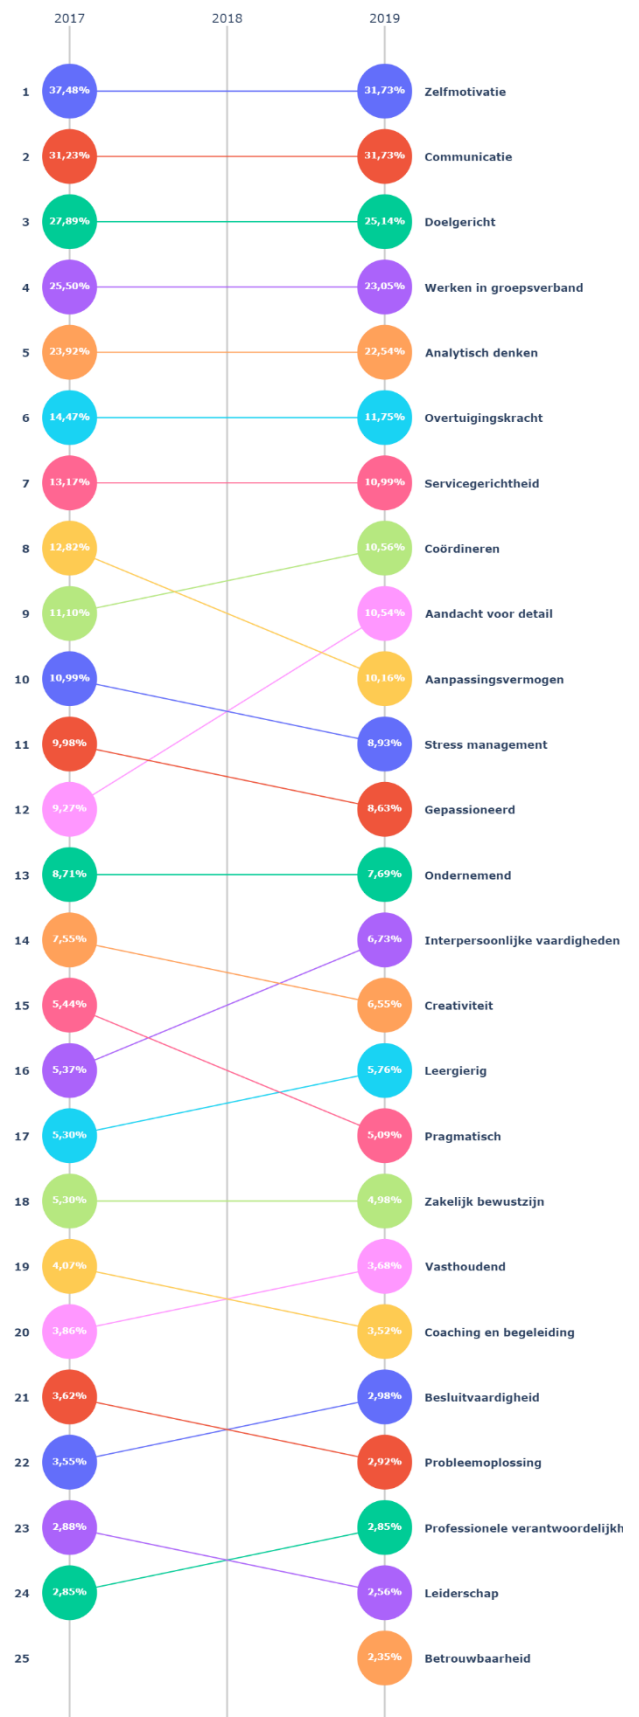 2017 2018 2019
1 37,48% 31,73% Zelfmotivatie
2 31,23% 31,73% Communicatie
3 27,89% 25,14% Doelgericht
4 25,50% 23,05% Werken in groepsverband
5 23,92% 22,54% Analytisch denken
6 14,47% 11,75% Overtuigingskracht
7 13,17% 10,99% Servicegerichtheid
8 12,82% 10,56% Coördineren
9 11,10% 10,54% Aandacht voor detail
10 10,99% 10,16% Aanpassingsvermogen
11 9,98% 8,93% Stress management
12 9,27% 8,63% Gepassioneerd
13 8,71% 7,69% Ondernemend
14 7,55% 6,73% Interpersoonlijke vaardigheden
15 5,44% 6,55% Creativiteit
16 5,37% 5,76% Leergierig
17 5,30% 5,09% Pragmatisch
18 5,30% 4,98% Zakelijk bewustzijn
19 4,07% 3,68% Vasthoudend
20 3,86% 3,52% Coaching en begeleiding
21 3,62% 2,98% Besluitvaardigheid
22 3,55% 2,92% Probleemoplossing
23 2,88% 2,85% Professionele verantwoordelijkh
24 2,85% 2,56% Leiderschap
25 2,35% Betrouwbaarheid